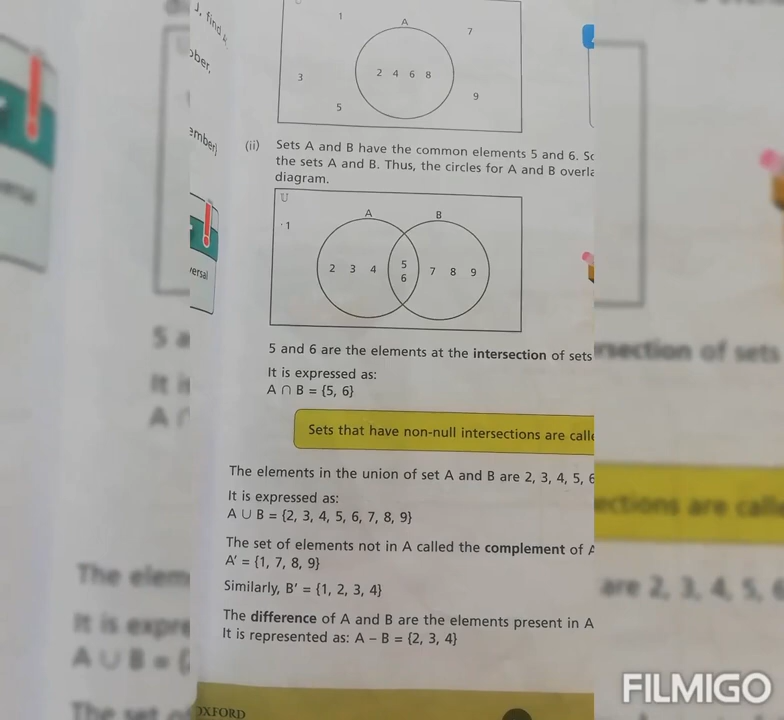 J, find
1
A
7
2 4 6 8
3
9
5
ember}
(ii) Sets A and B have the common elements 5 and 6. So
the sets A and B. Thus, the circles for A and B overla
diagram.
U
A
B
1
2 3 4
5
6
7 8 9
versal
5 and 6 are the elements at the intersection of sets
It is expressed as:
A ∩ B = {5, 6}
Sets that have non-null intersections are calle
The elements in the union of set A and B are 2, 3, 4, 5, 6
It is expressed as:
A ∪ B = {2, 3, 4, 5, 6, 7, 8, 9}
The set of elements not in A called the complement of A
A′ = {1, 7, 8, 9}
Similarly, B′ = {1, 2, 3, 4}
The difference of A and B are the elements present in A
It is represented as: A – B = {2, 3, 4}
OXFORD
FILMIGO